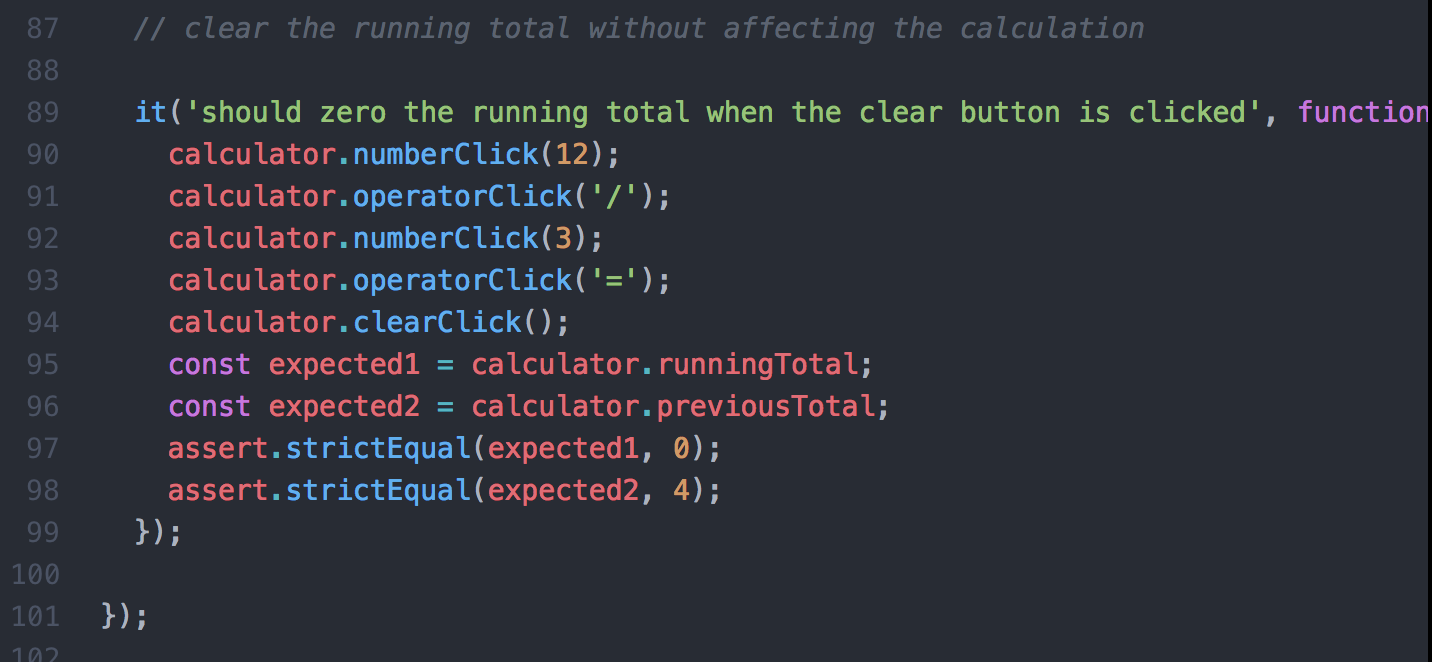 87 // clear the running total without affecting the calculation
88
89 it('should zero the running total when the clear button is clicked', function
90 calculator.numberClick(12);
91 calculator.operatorClick('/');
92 calculator.numberClick(3);
93 calculator.operatorClick('=');
94 calculator.clearClick();
95 const expected1 = calculator.runningTotal;
96 const expected2 = calculator.previousTotal;
97 assert.strictEqual(expected1, 0);
98 assert.strictEqual(expected2, 4);
99 });
100
101 });
102